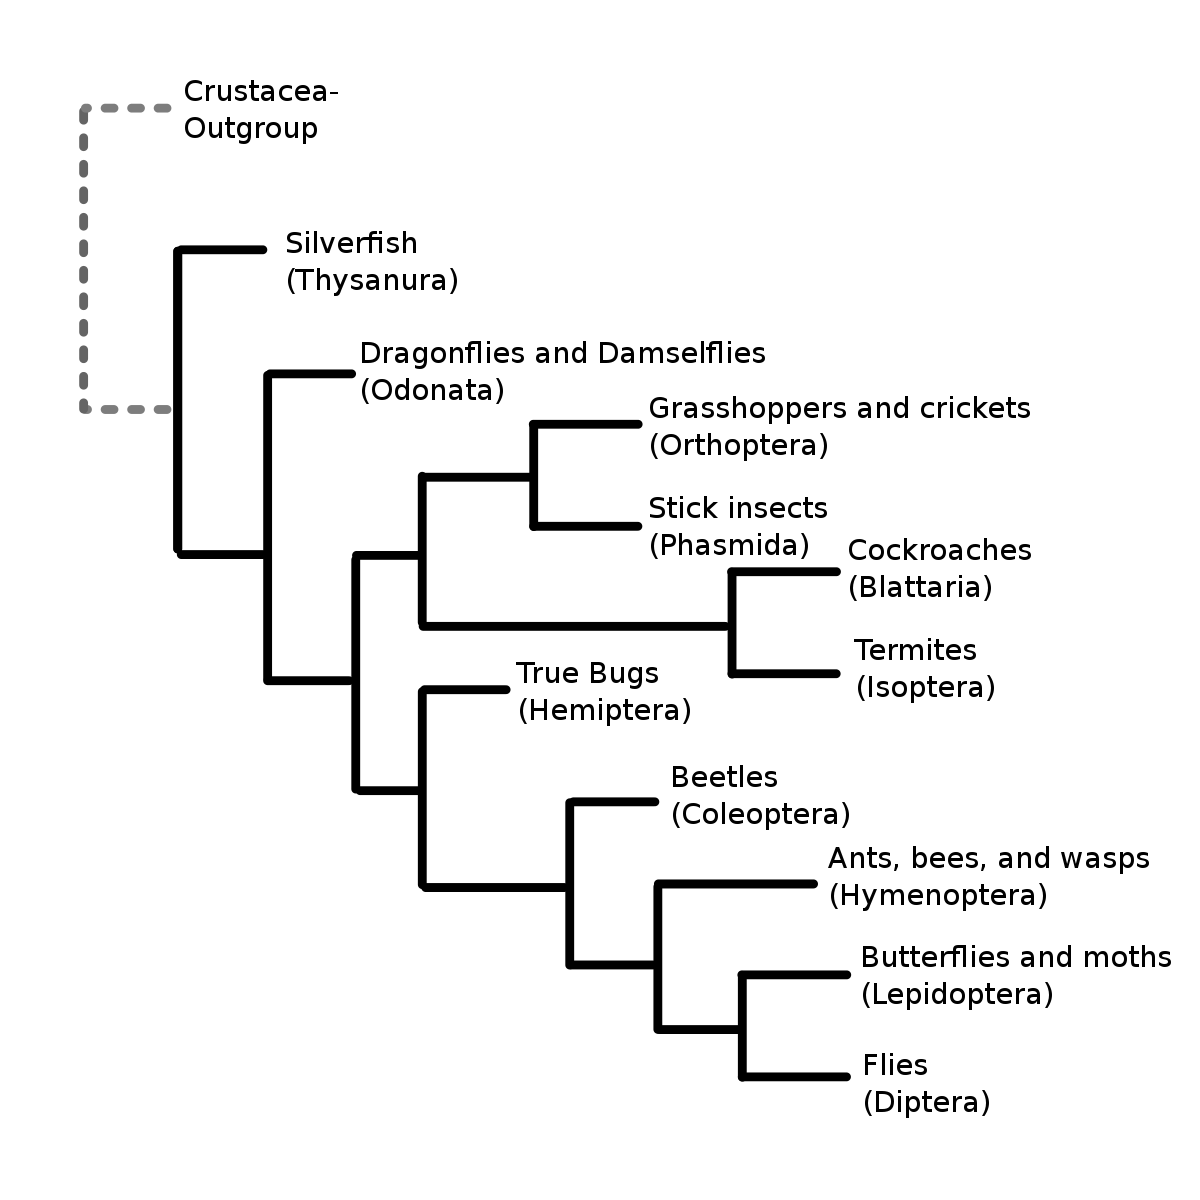 Crustacea-
Outgroup
Silverfish
(Thysanura)
Dragonflies and Damselflies
(Odonata)
Grasshoppers and crickets
(Orthoptera)
Stick insects
(Phasmida)
Cockroaches
(Blattaria)
Termites
(Isoptera)
True Bugs
(Hemiptera)
Beetles
(Coleoptera)
Ants, bees, and wasps
(Hymenoptera)
Butterflies and moths
(Lepidoptera)
Flies
(Diptera)